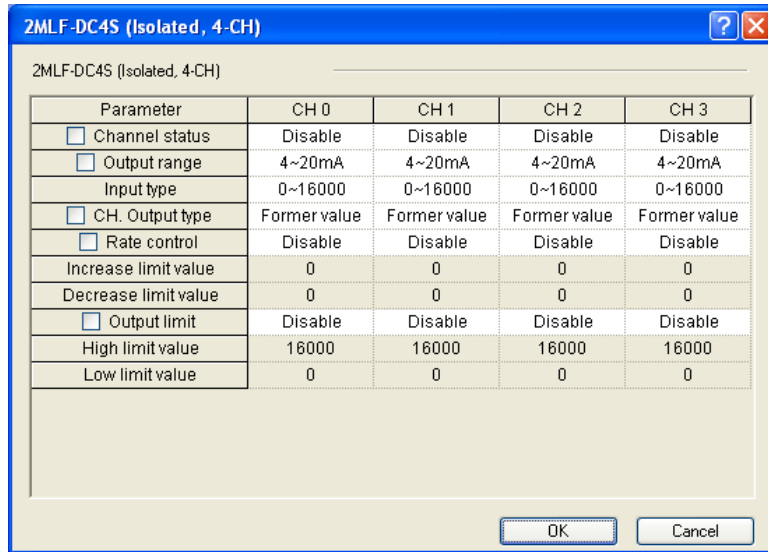 2MLF-DC4S (Isolated, 4-CH)
2MLF-DC4S (Isolated, 4-CH)
Parameter CH 0 CH 1 CH 2 CH 3
Channel status Disable Disable Disable Disable
Output range 4~20mA 4~20mA 4~20mA 4~20mA
Input type 0~16000 0~16000 0~16000 0~16000
CH. Output type Former value Former value Former value Former value
Rate control Disable Disable Disable Disable
Increase limit value 0 0 0 0
Decrease limit value 0 0 0 0
Output limit Disable Disable Disable Disable
High limit value 16000 16000 16000 16000
Low limit value 0 0 0 0
OK Cancel